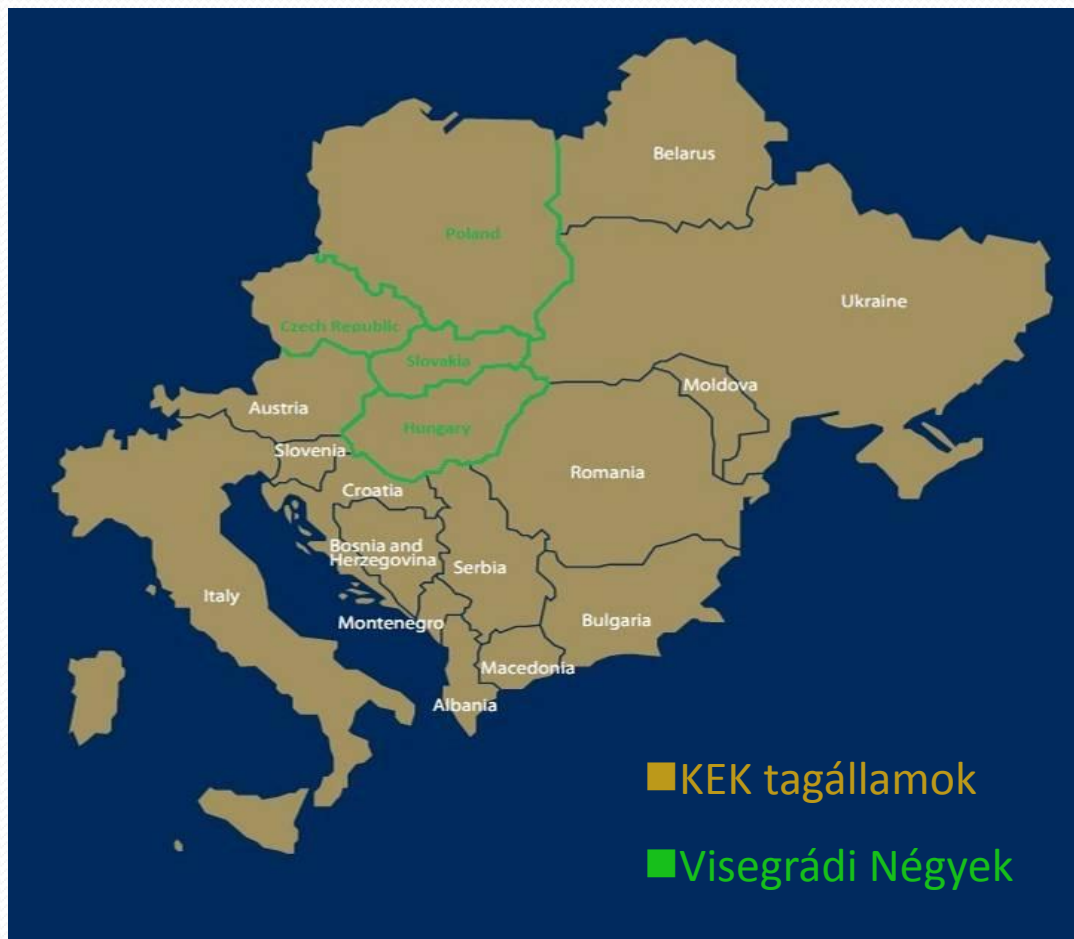 Belarus
Poland
Ukraine
Czech Republic
Slovakia
Moldova
Austria
Hungary
Slovenia
Romania
Croatia
Bosnia and
Herzegovina
Serbia
Italy
Montenegro
Bulgaria
Macedonia
Albania
KEK tagállamok
Visegrádi Négyek